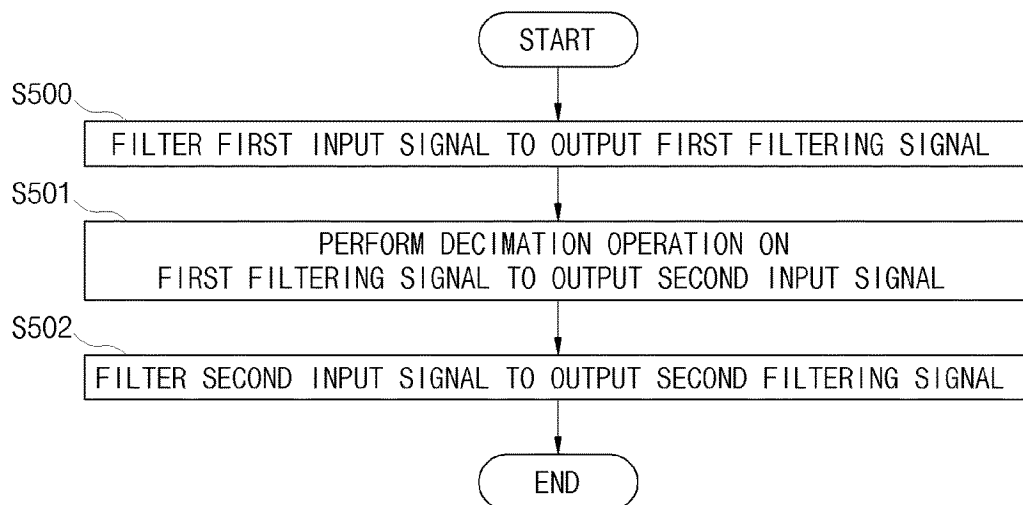 START
S500
FILTER FIRST INPUT SIGNAL TO OUTPUT FIRST FILTERING SIGNAL
S501
PERFORM DECIMATION OPERATION ON
FIRST FILTERING SIGNAL TO OUTPUT SECOND INPUT SIGNAL
S502
FILTER SECOND INPUT SIGNAL TO OUTPUT SECOND FILTERING SIGNAL
END